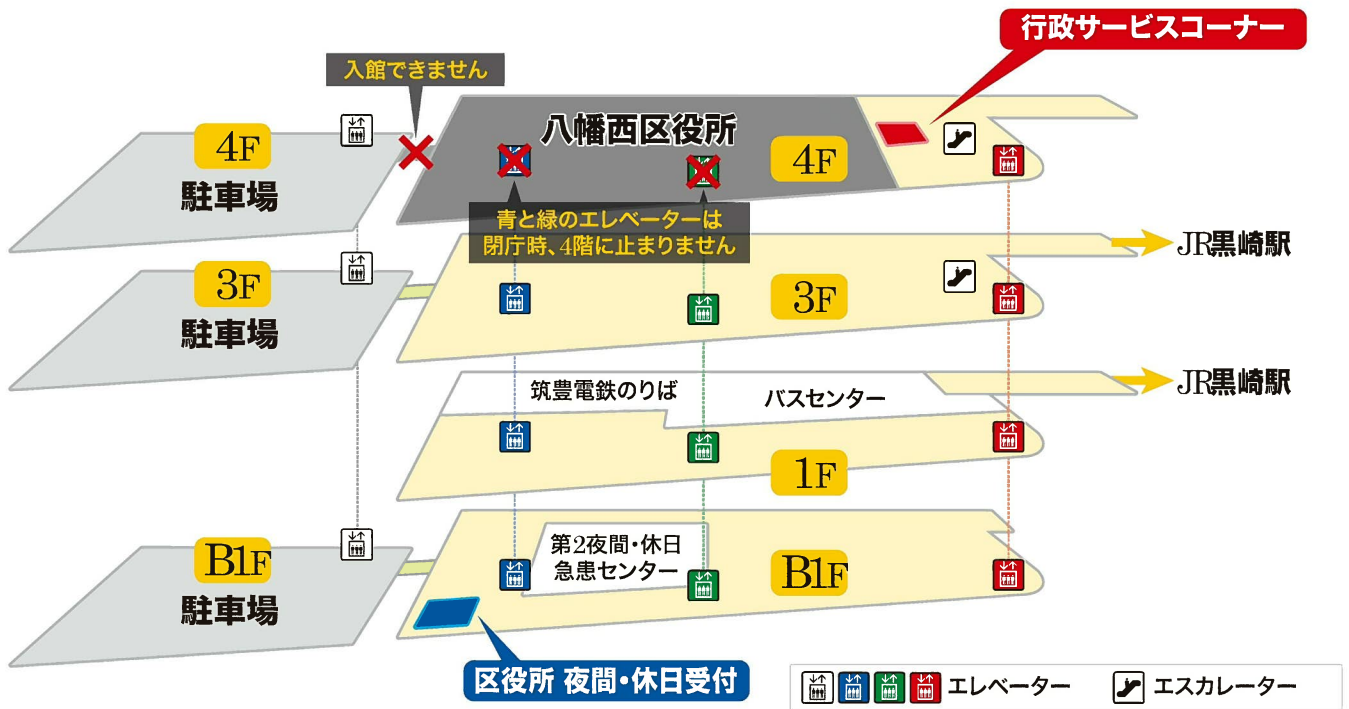 行政サービスコーナー
入館できません
八幡西区役所
4F
駐車場
4F
青と緑のエレベーターは
閉庁時、4階に止まりません
JR黒崎駅
3F
駐車場
3F
筑豊電鉄のりば
バスセンター
JR黒崎駅
1F
B1F
駐車場
第2夜間・休日
急患センター
B1F
区役所 夜間・休日受付
エレベーター
エスカレーター